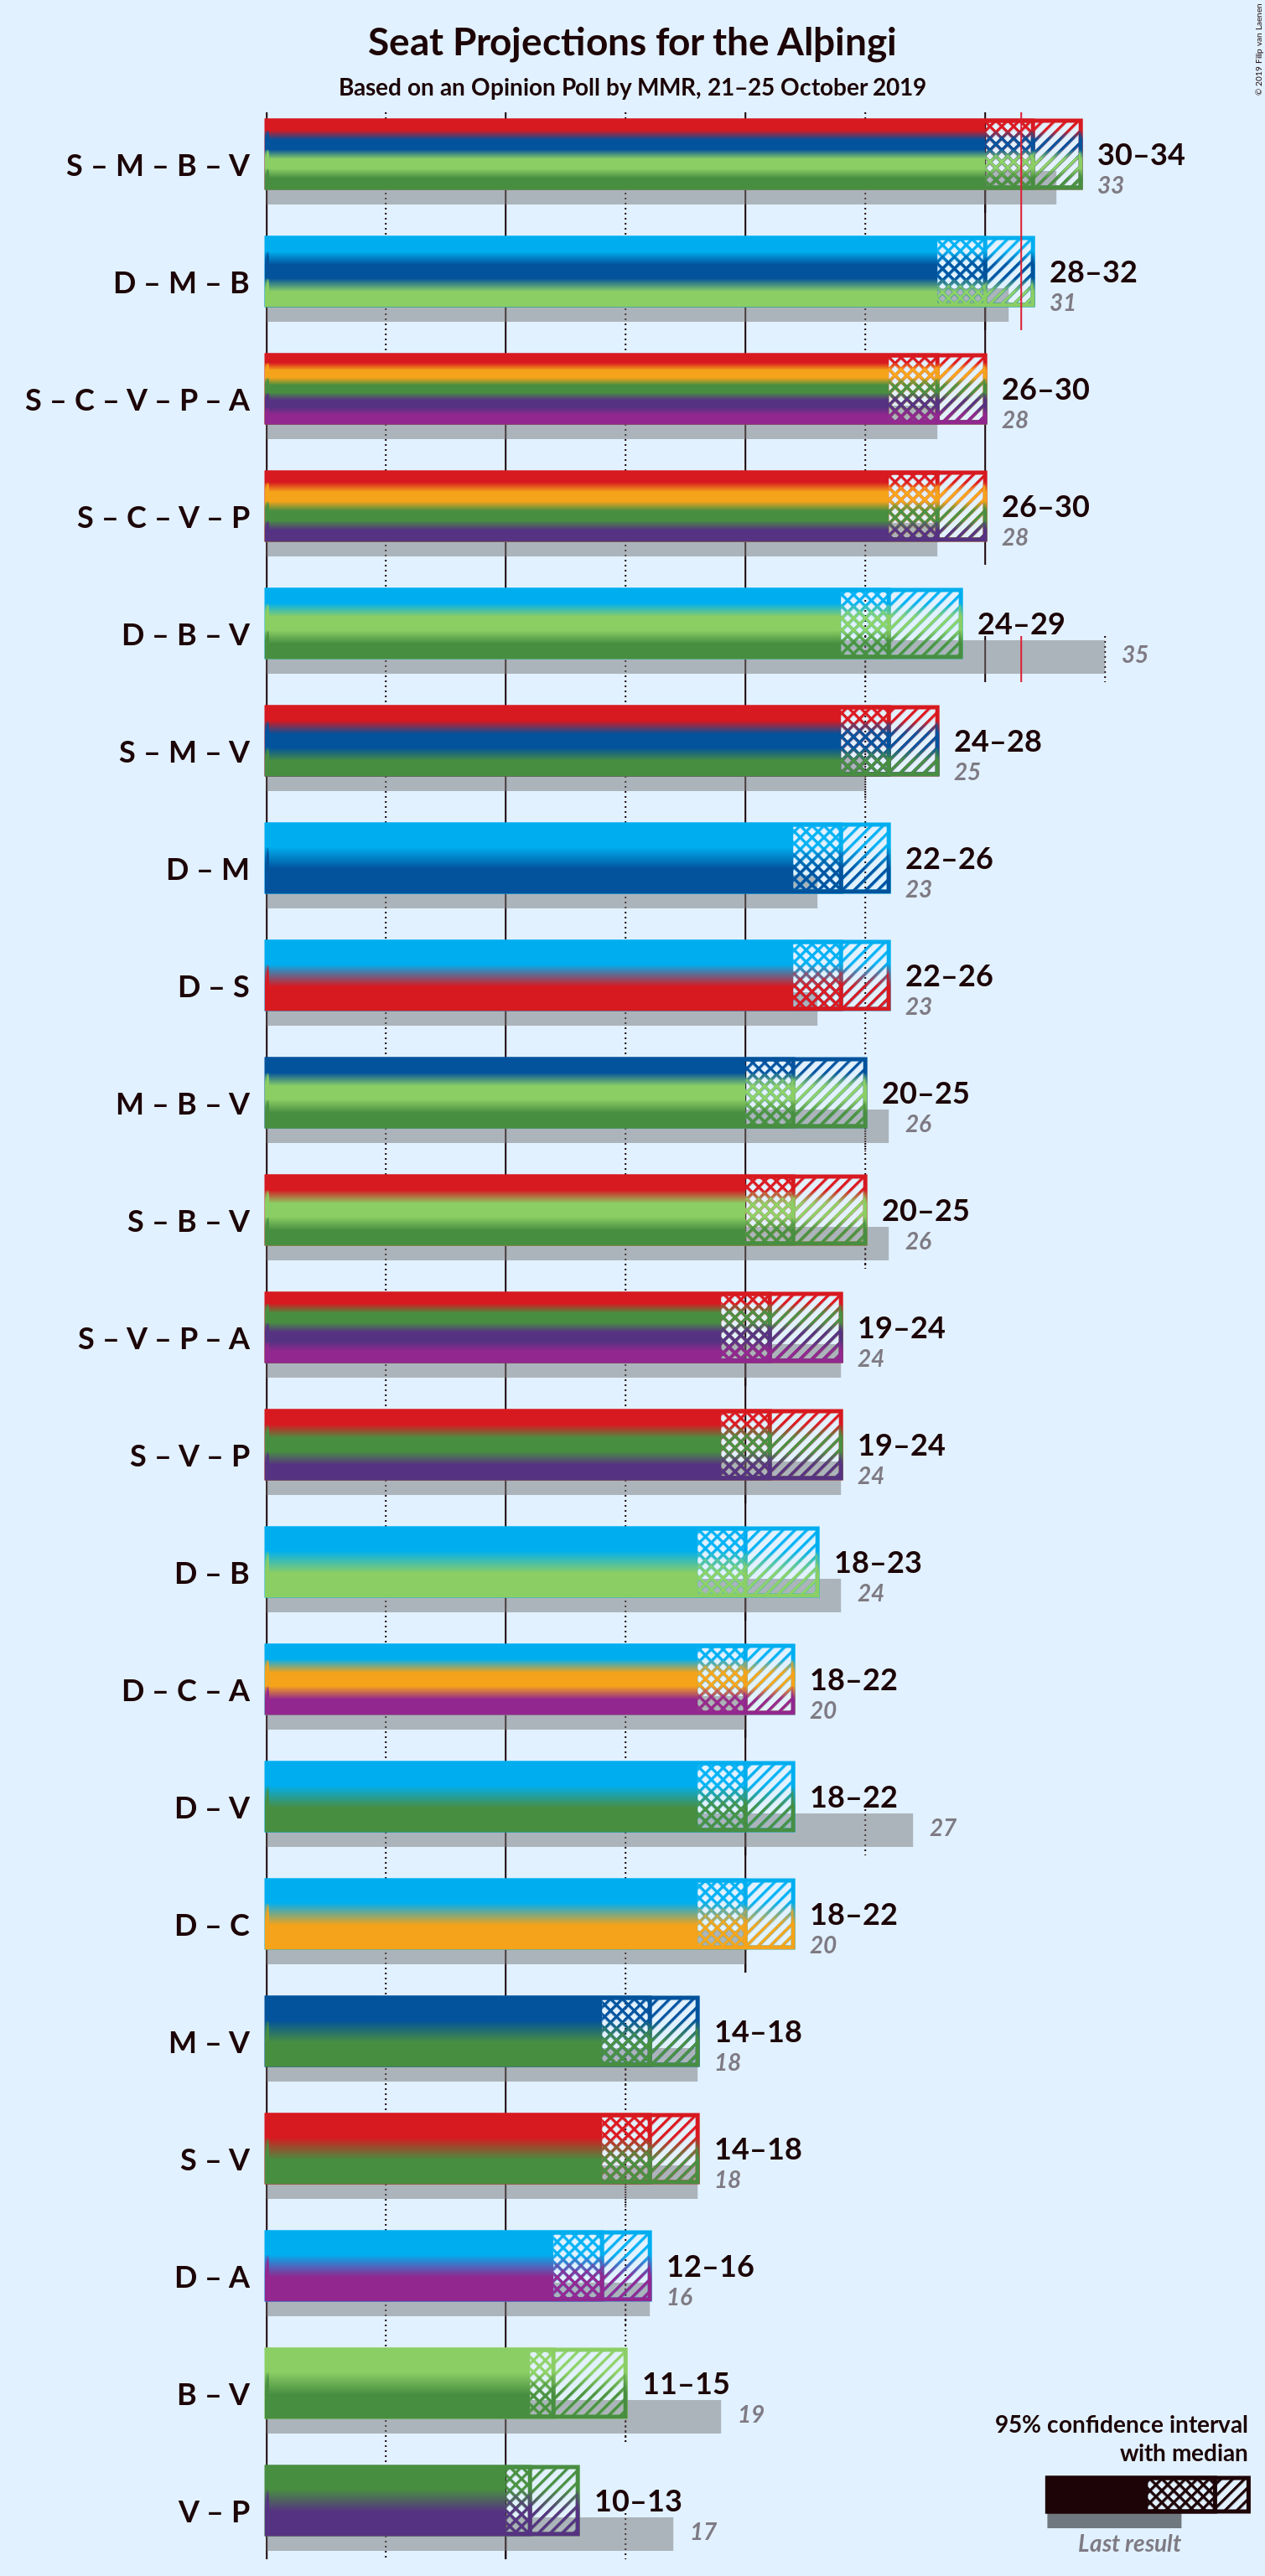 Seat Projections for the Alþingi
Based on an Opinion Poll by MMR, 21–25 October 2019
© 2019 Filip van Laenen
S – M – B – V
30–34
33
D – M – B
28–32
31
S – C – V – P – A
26–30
28
S – C – V – P
26–30
28
D – B – V
24–29
35
S – M – V
24–28
25
D – M
22–26
23
D – S
22–26
23
M – B – V
20–25
26
S – B – V
20–25
26
S – V – P – A
19–24
24
S – V – P
19–24
24
D – B
18–23
24
D – C – A
18–22
20
D – V
18–22
27
D – C
18–22
20
M – V
14–18
18
S – V
14–18
18
D – A
12–16
16
B – V
11–15
19
V – P
10–13
17
95% confidence interval
with median
Last result